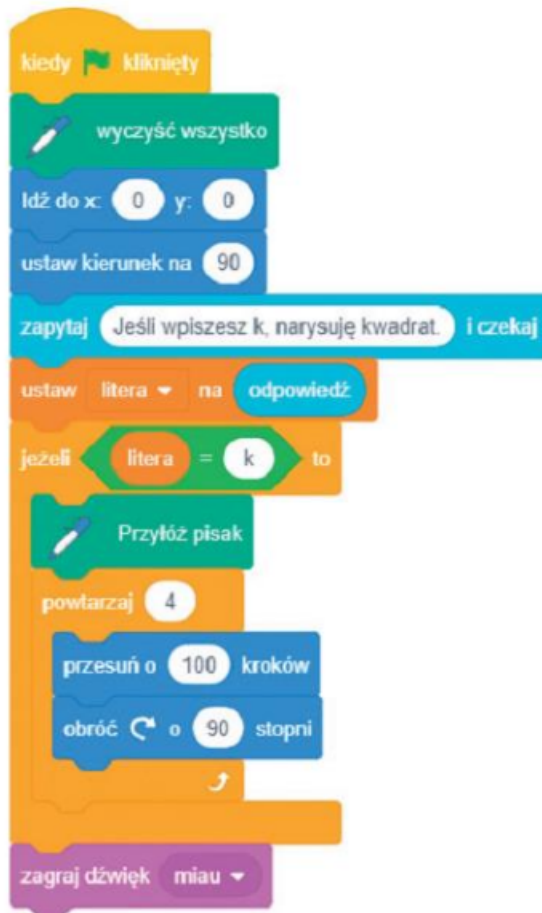 kiedy kliknięty
wyczyść wszystko
Idź do x: 0 y: 0
ustaw kierunek na 90
zapytaj Jeśli wpiszesz k, narysuję kwadrat. i czekaj
ustaw litera na odpowiedź
jeżeli litera = k to
Przyłóż pisak
powtarzaj 4
przesuń o 100 kroków
obróć o 90 stopni
zagraj dźwięk miau